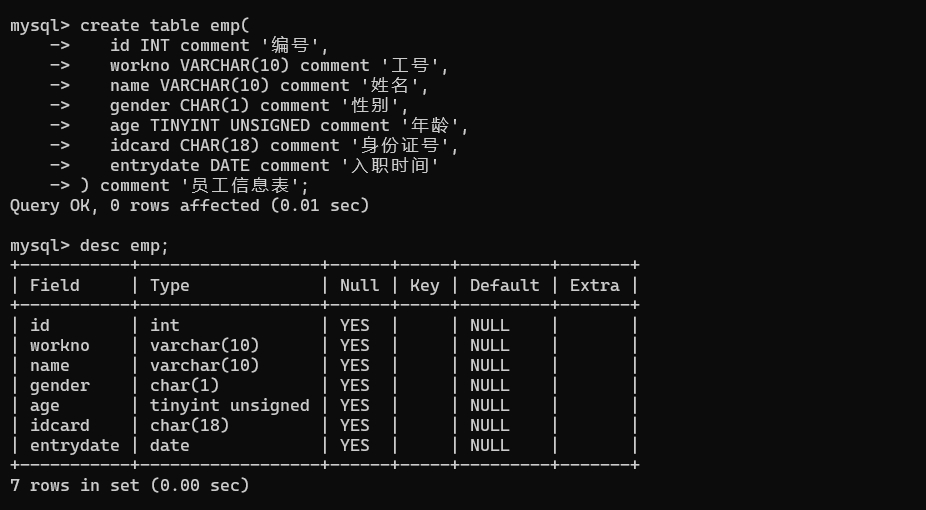 mysql> create table emp(
    ->    id INT comment '编号',
    ->    workno VARCHAR(10) comment '工号',
    ->    name VARCHAR(10) comment '姓名',
    ->    gender CHAR(1) comment '性别',
    ->    age TINYINT UNSIGNED comment '年龄',
    ->    idcard CHAR(18) comment '身份证号',
    ->    entrydate DATE comment '入职时间'
    -> ) comment '员工信息表';
Query OK, 0 rows affected (0.01 sec)
mysql> desc emp;
+-----------+------------------+------+-----+---------+-------+
| Field     | Type             | Null | Key | Default | Extra |
+-----------+------------------+------+-----+---------+-------+
| id        | int              | YES  |     | NULL    |       |
| workno    | varchar(10)      | YES  |     | NULL    |       |
| name      | varchar(10)      | YES  |     | NULL    |       |
| gender    | char(1)          | YES  |     | NULL    |       |
| age       | tinyint unsigned | YES  |     | NULL    |       |
| idcard    | char(18)         | YES  |     | NULL    |       |
| entrydate | date             | YES  |     | NULL    |       |
+-----------+------------------+------+-----+---------+-------+
7 rows in set (0.00 sec)